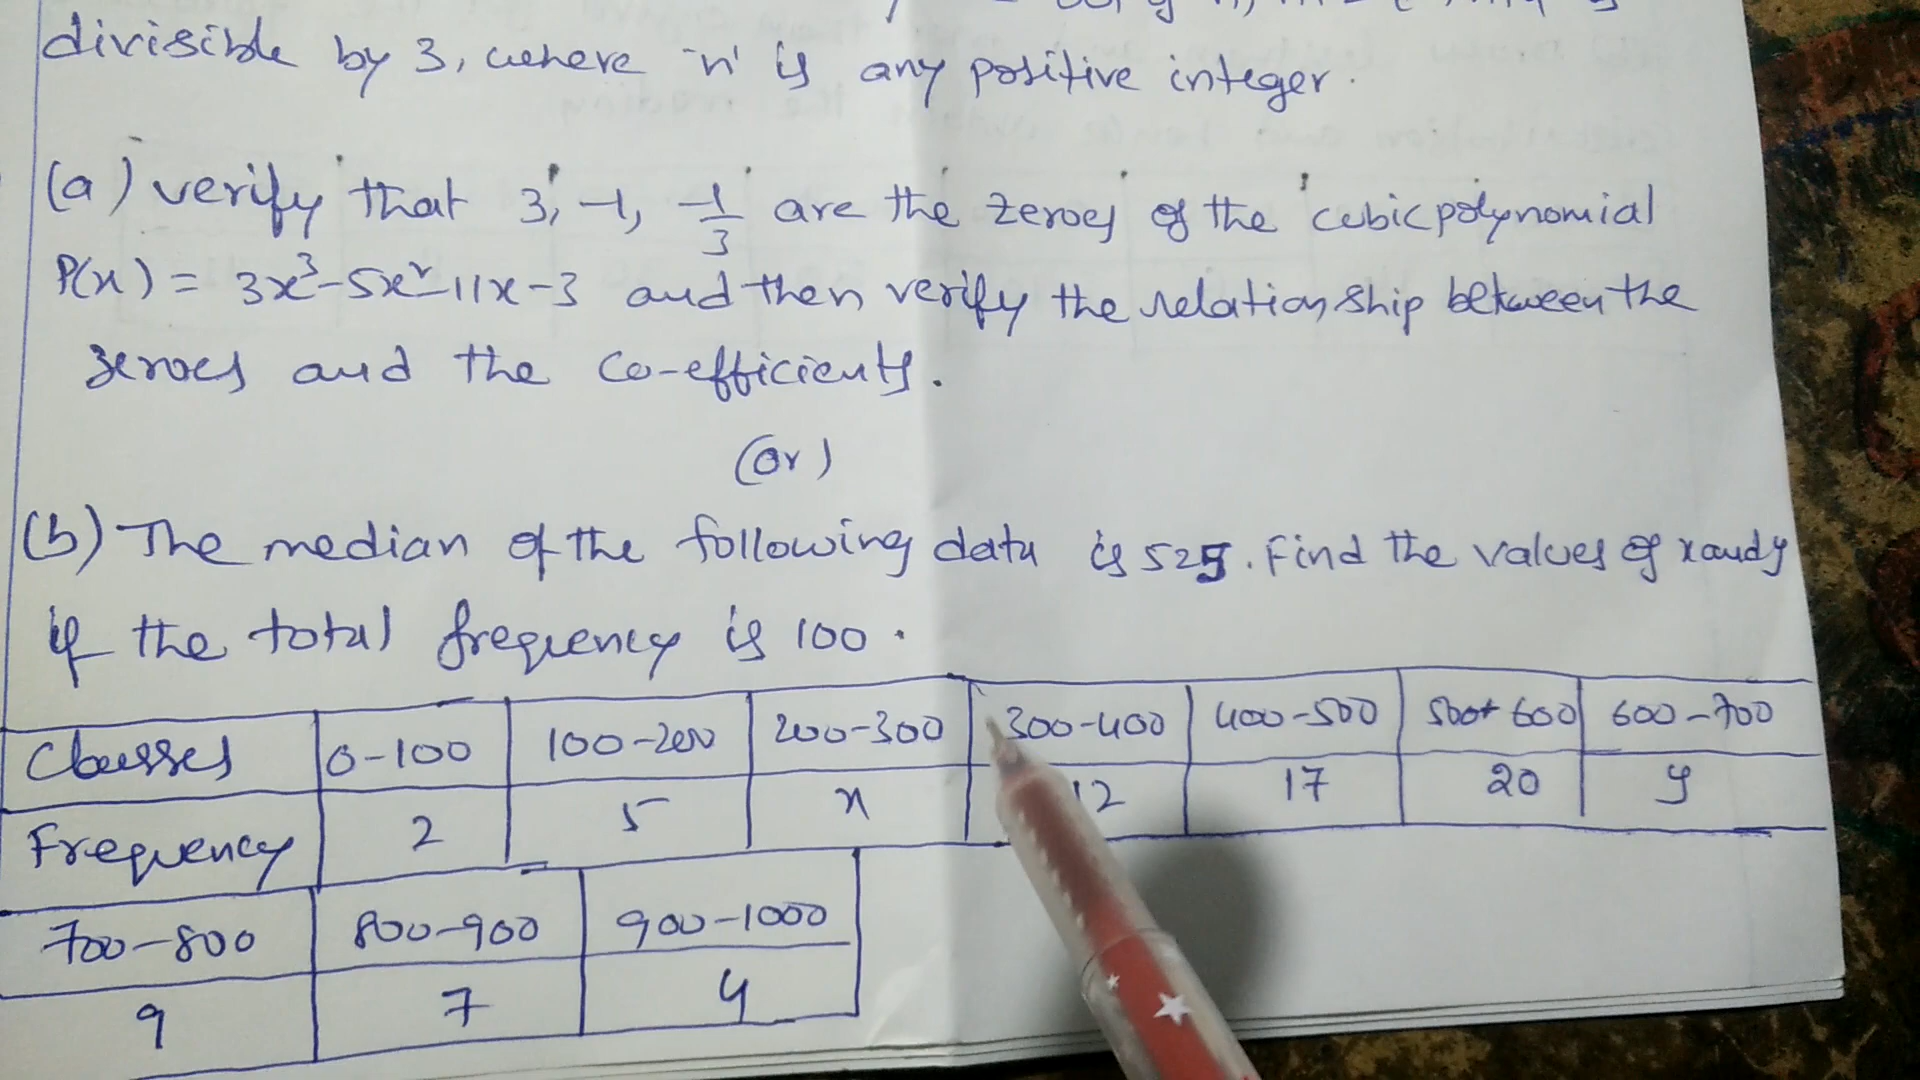 divisible by 3, where 'n' is any positive integer.
(a) verify that 3, -1, -1/3 are the zeroes of the cubic polynomial
P(x) = 3x³-5x²-11x-3 and then verify the relationship between the
zeroes and the co-efficients.
(Or)
(b) The median of the following data is 525. Find the values of x and y
if the total frequency is 100.
Classes 0-100 100-200 200-300 300-400 400-500 500-600 600-700
Frequency 2 5 x 12 17 20 y
700-800 800-900 900-1000
9 7 4